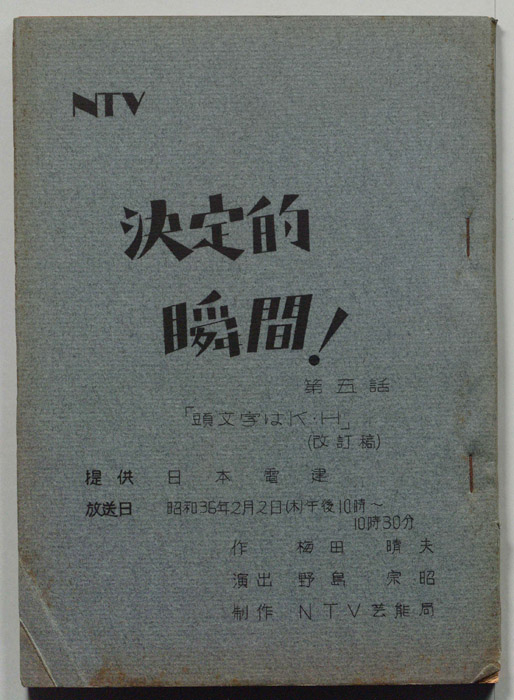 NTV
決定的
瞬間!
第五話
「頭文字はK・H」
(改訂稿)
提供 日本電建
放送日 昭和36年2月2日(木)午後10時～
10時30分
作 梅田晴夫
演出 野島宗昭
制作 NTV芸能局